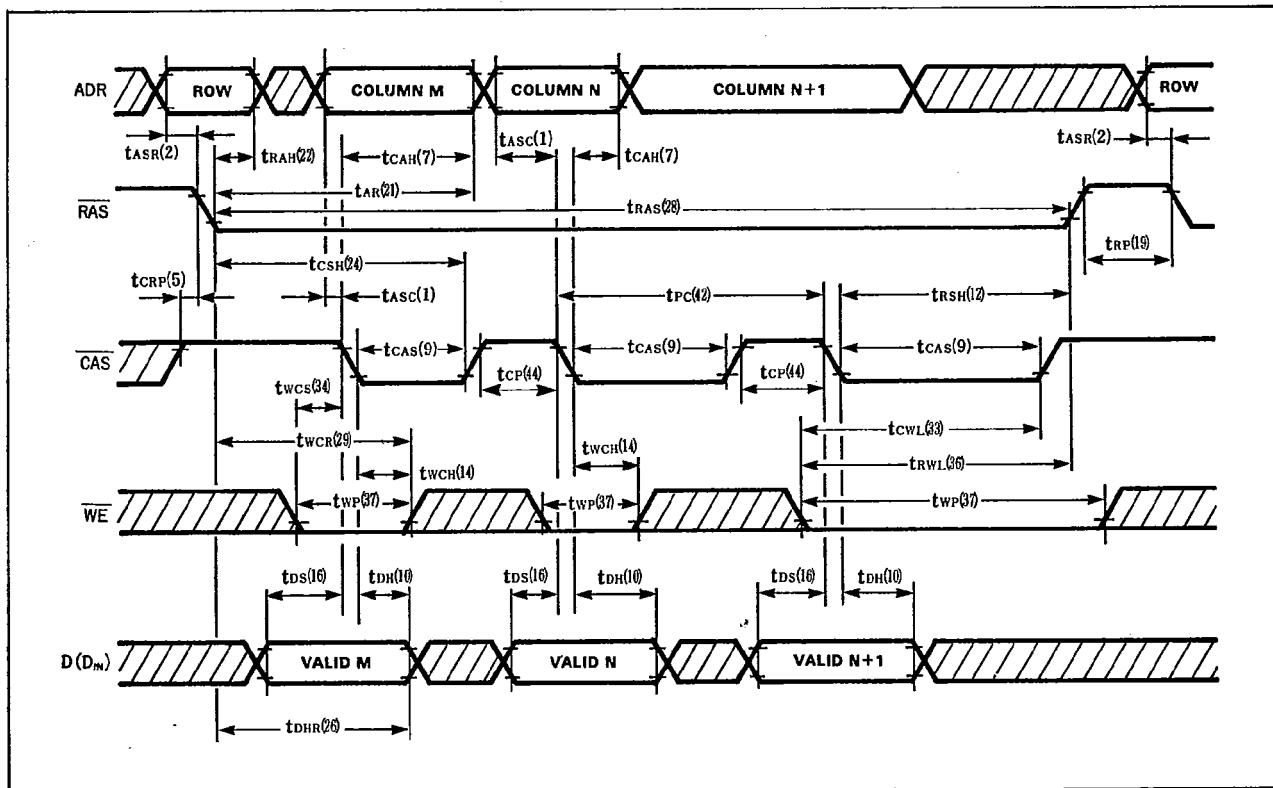 ADR ROW COLUMN M COLUMN N COLUMN N+1 ROW
tASR(2) tRAH(22) tCAH(7) tASC(1) tCAH(7) tASR(2)
tAR(21)
RAS tRAS(28)
tRP(19)
tCRP(5) tCSH(24) tASC(1) tPC(42) tRSH(12)
CAS tCAS(9) tCAS(9) tCAS(9)
tCP(44) tCP(44)
tWCS(34)
tWCR(29) tWCH(14) tWCH(14) tCWL(33)
tRWL(36)
WE tWP(37) tWP(37) tWP(37)
tDS(16) tDH(10) tDS(16) tDH(10) tDS(16) tDH(10)
D(DIN) VALID M VALID N VALID N+1
tDHR(26)